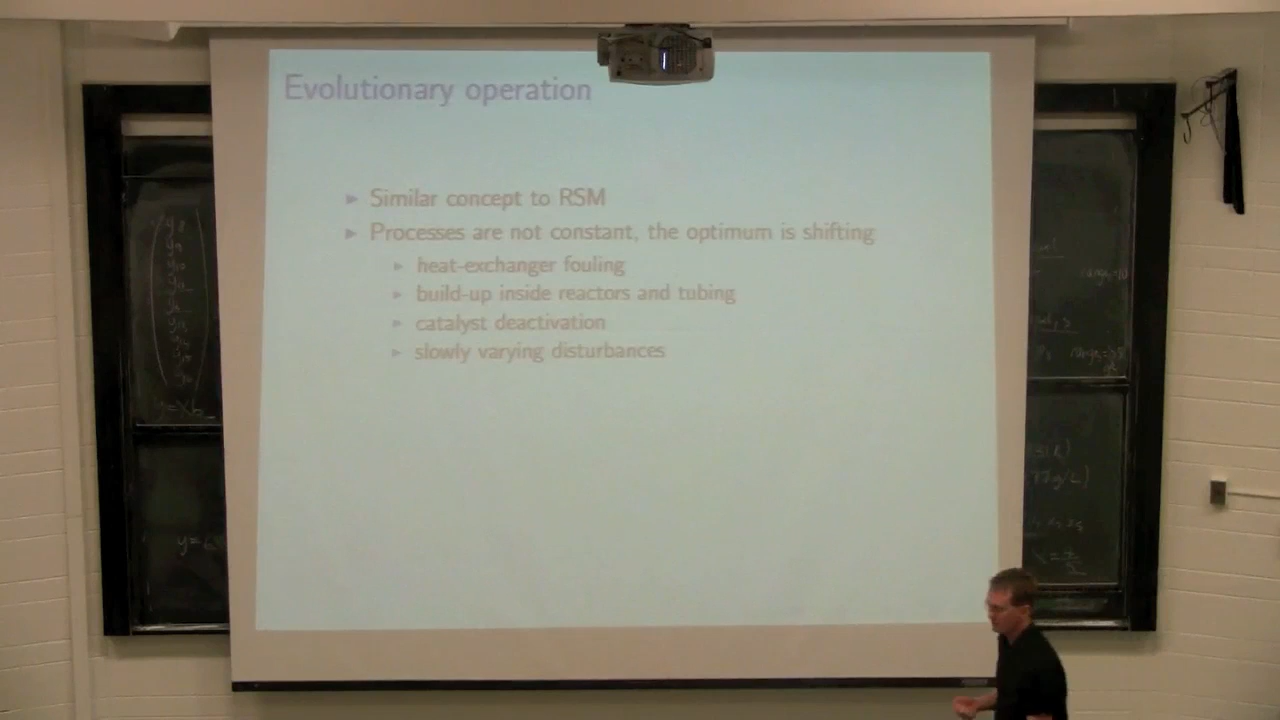 Evolutionary operation
▶ Similar concept to RSM
▶ Processes are not constant, the optimum is shifting
▶ heat-exchanger fouling
▶ build-up inside reactors and tubing
▶ catalyst deactivation
▶ slowly varying disturbances
y=Xb